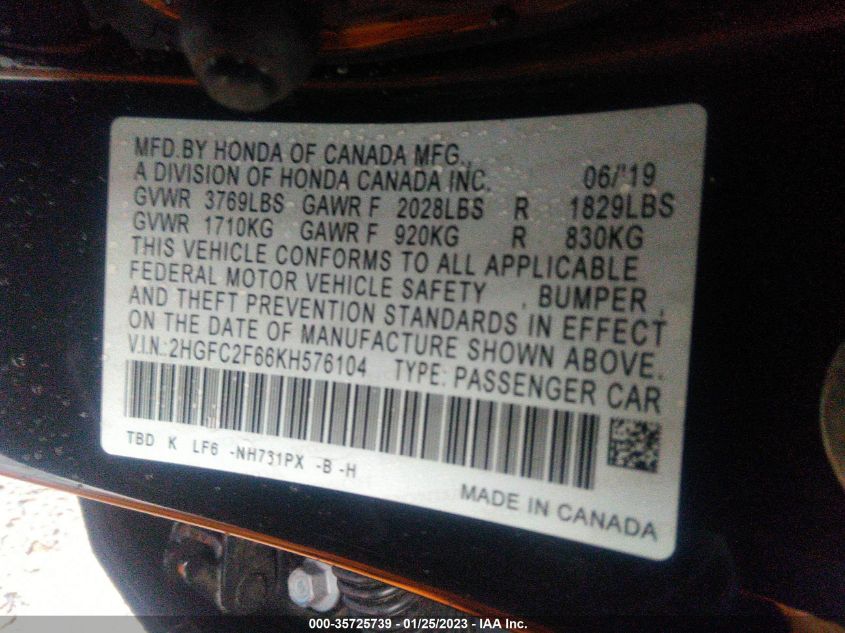 MFD.BY HONDA OF CANADA MFG.,
A DIVISION OF HONDA CANADA INC. 06/'19
GVWR 3769LBS GAWR F 2028LBS R 1829LBS
GVWR 1710KG GAWR F 920KG R 830KG
THIS VEHICLE CONFORMS TO ALL APPLICABLE
FEDERAL MOTOR VEHICLE SAFETY , BUMPER ,
AND THEFT PREVENTION STANDARDS IN EFFECT
ON THE DATE OF MANUFACTURE SHOWN ABOVE.
V.I.N.:2HGFC2F66KH576104 TYPE: PASSENGER CAR
TBD K LF6 -NH731PX -B -H
MADE IN CANADA
000-35725739 - 01/25/2023 - IAA Inc.